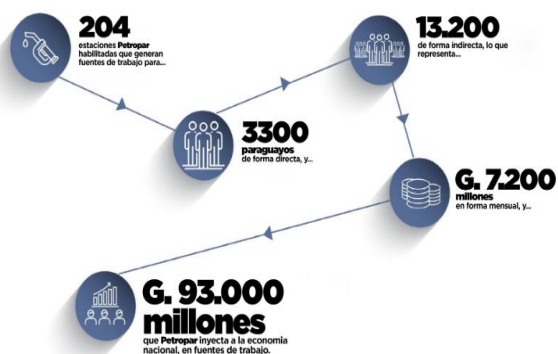 204
estaciones Petropar
habilitadas que generan
fuentes de trabajo para...
3300
paraguayos
de forma directa, y...
13.200
de forma indirecta, lo que
representa...
G. 7.200
millones
en forma mensual, y...
G. 93.000
millones
que Petropar inyecta a la economia
nacional, en fuentes de trabajo.